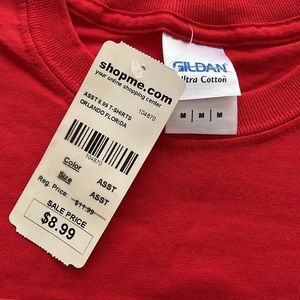 shopme.com
your online shopping center
ASST 8.99 T-SHIRTS
ORLANDO FLORIDA
104870
104870
Color ASST
Size ASST
Reg. Price: $11.99
SALE PRICE
$8.99
GILDAN
Ultra Cotton
M M M